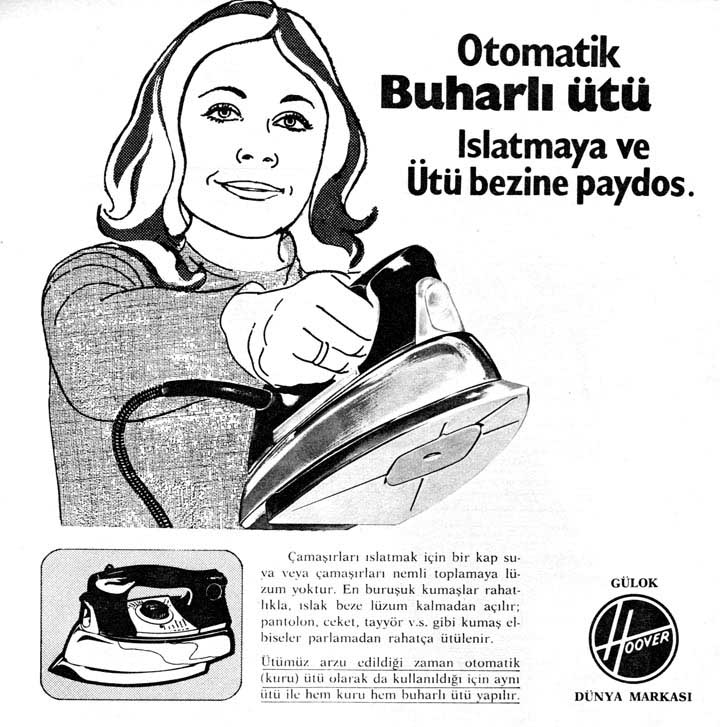 Otomatik
Buharlı ütü
Islatmaya ve
Ütü bezine paydos.
Çamaşırları ıslatmak için bir kap su-
ya veya çamaşırları nemli toplamaya lü-
zum yoktur. En buruşuk kumaşlar rahat-
lıkla, ıslak beze lüzum kalmadan açılır;
pantolon, ceket, tayyör v.s. gibi kumaş el-
biseler parlamadan rahatça ütülenir.
Ütümüz arzu edildiği zaman otomatik
(kuru) ütü olarak da kullanıldığı için aynı
ütü ile hem kuru hem buharlı ütü yapılır.
GÜLOK
HOOVER
DÜNYA MARKASI